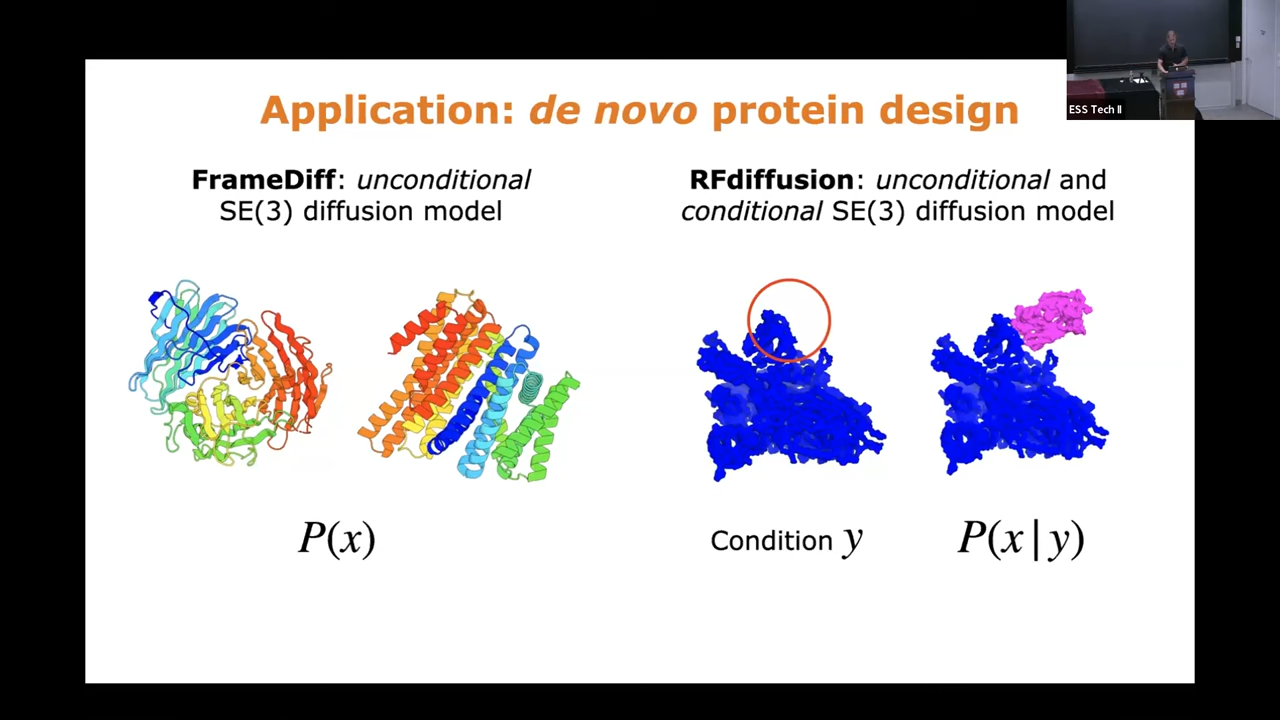 Application: de novo protein design
ESS Tech II
FrameDiff: unconditional
SE(3) diffusion model
RFdiffusion: unconditional and
conditional SE(3) diffusion model
P(x)
Condition y
P(x|y)